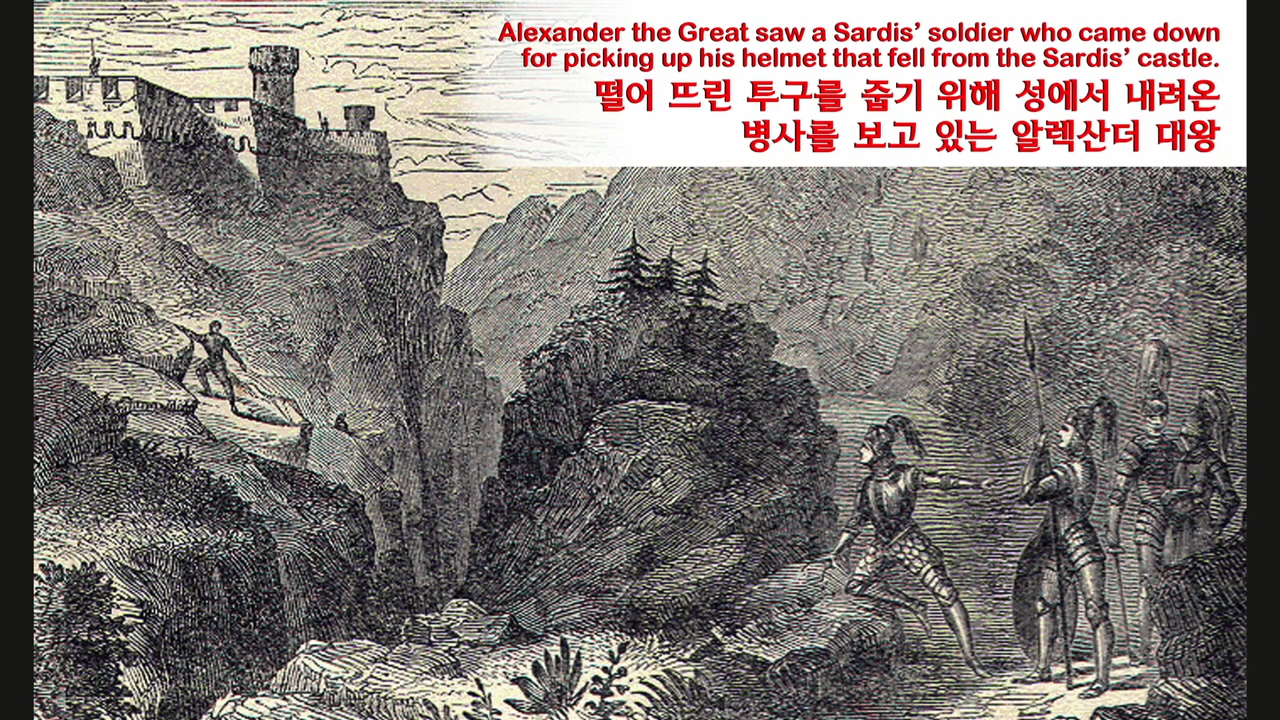 Alexander the Great saw a Sardis’ soldier who came down
for picking up his helmet that fell from the Sardis’ castle.
떨어 뜨린 투구를 줍기 위해 성에서 내려온
병사를 보고 있는 알렉산더 대왕